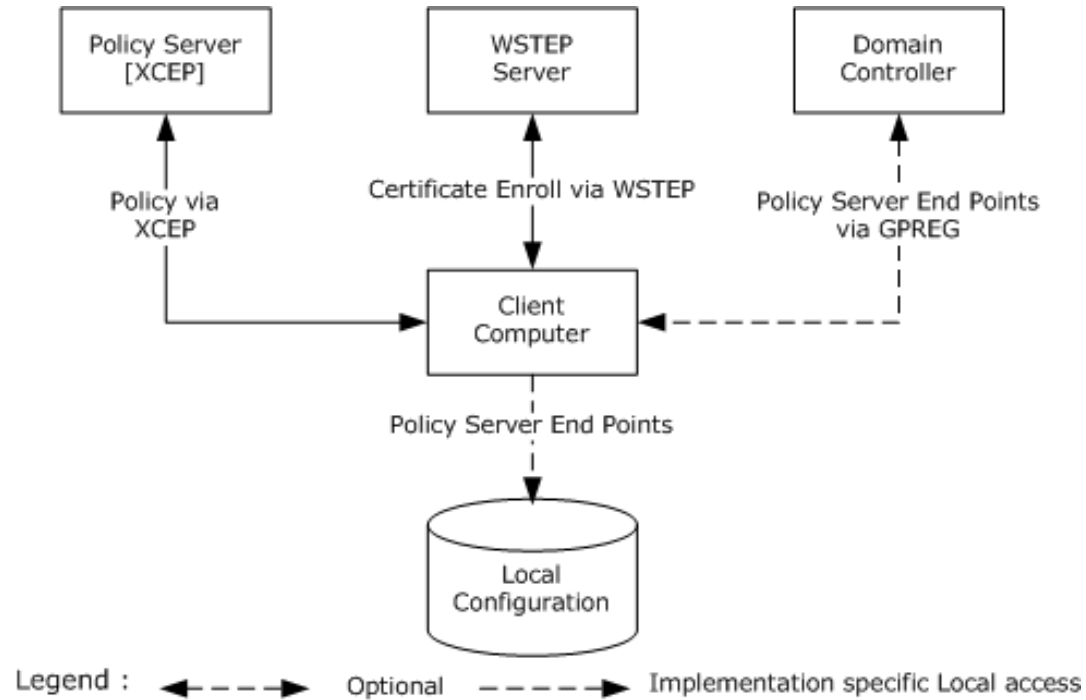 Policy Server
[XCEP]
WSTEP
Server
Domain
Controller
Policy via
XCEP
Certificate Enroll via WSTEP
Policy Server End Points
via GPREG
Client
Computer
Policy Server End Points
Local
Configuration
Legend : Optional Implementation specific Local access